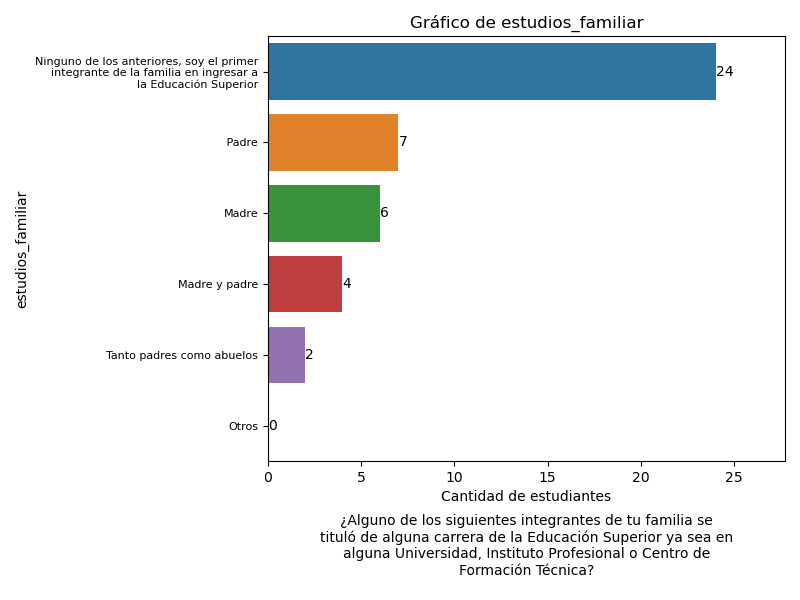 Gráfico de estudios_familiar
Ninguno de los anteriores, soy el primer
integrante de la familia en ingresar a
la Educación Superior
24
Padre
7
Madre
6
Madre y padre
4
Tanto padres como abuelos
2
Otros
0
estudios_familiar
0 5 10 15 20 25
Cantidad de estudiantes
¿Alguno de los siguientes integrantes de tu familia se
tituló de alguna carrera de la Educación Superior ya sea en
alguna Universidad, Instituto Profesional o Centro de
Formación Técnica?